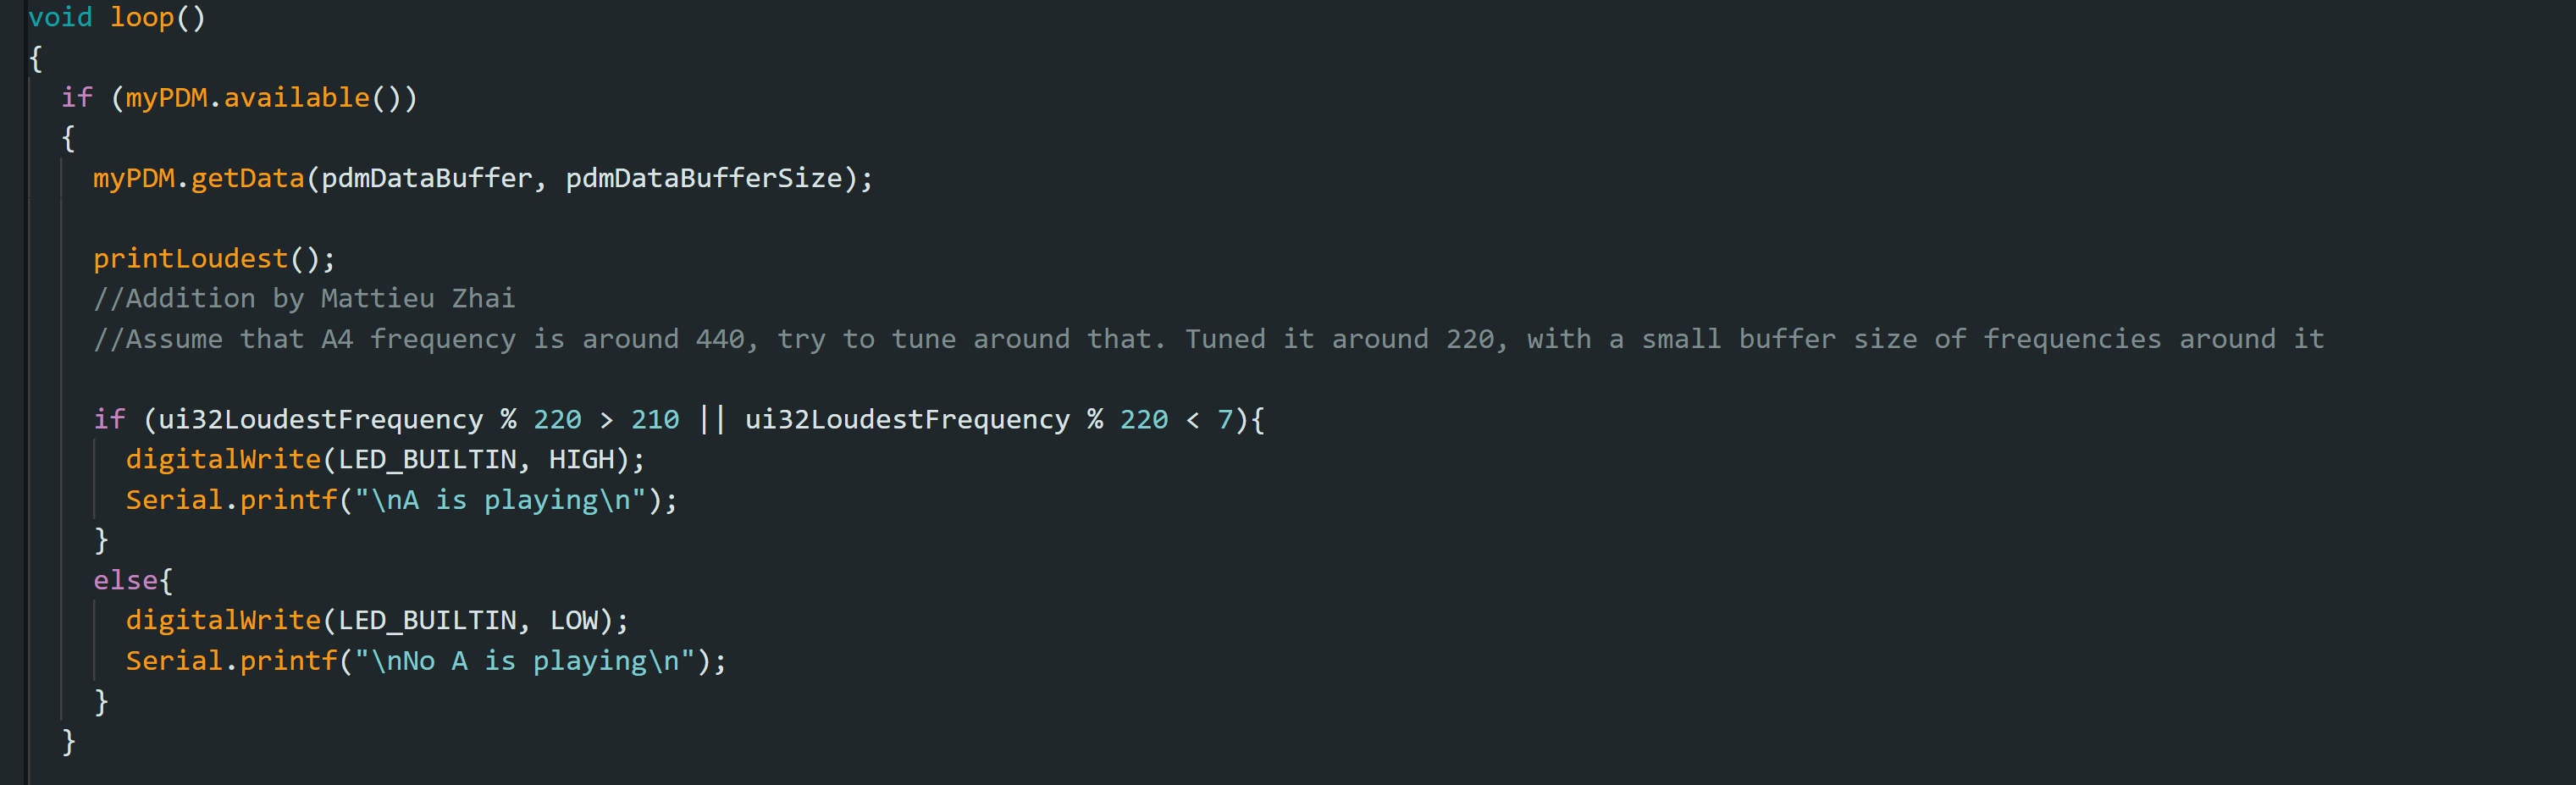 void loop()
{
  if (myPDM.available())
  {
    myPDM.getData(pdmDataBuffer, pdmDataBufferSize);

    printLoudest();
    //Addition by Mattieu Zhai
    //Assume that A4 frequency is around 440, try to tune around that. Tuned it around 220, with a small buffer size of frequencies around it

    if (ui32LoudestFrequency % 220 > 210 || ui32LoudestFrequency % 220 < 7){
      digitalWrite(LED_BUILTIN, HIGH);
      Serial.printf("\nA is playing\n");
    }
    else{
      digitalWrite(LED_BUILTIN, LOW);
      Serial.printf("\nNo A is playing\n");
    }
  }